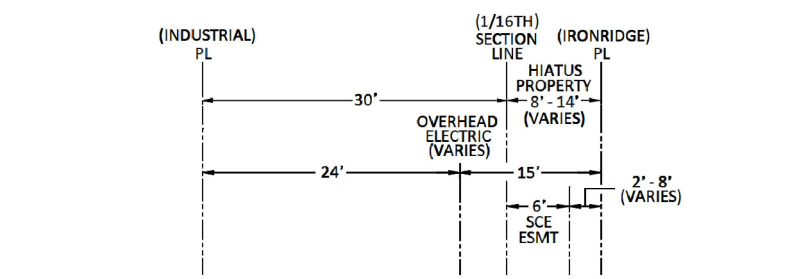 (INDUSTRIAL)
PL
(1/16TH)
SECTION
LINE
(IRONRIDGE)
PL
HIATUS
PROPERTY
8' - 14'
(VARIES)
30'
OVERHEAD
ELECTRIC
(VARIES)
24'
15'
2' - 8'
(VARIES)
6'
SCE
ESMT